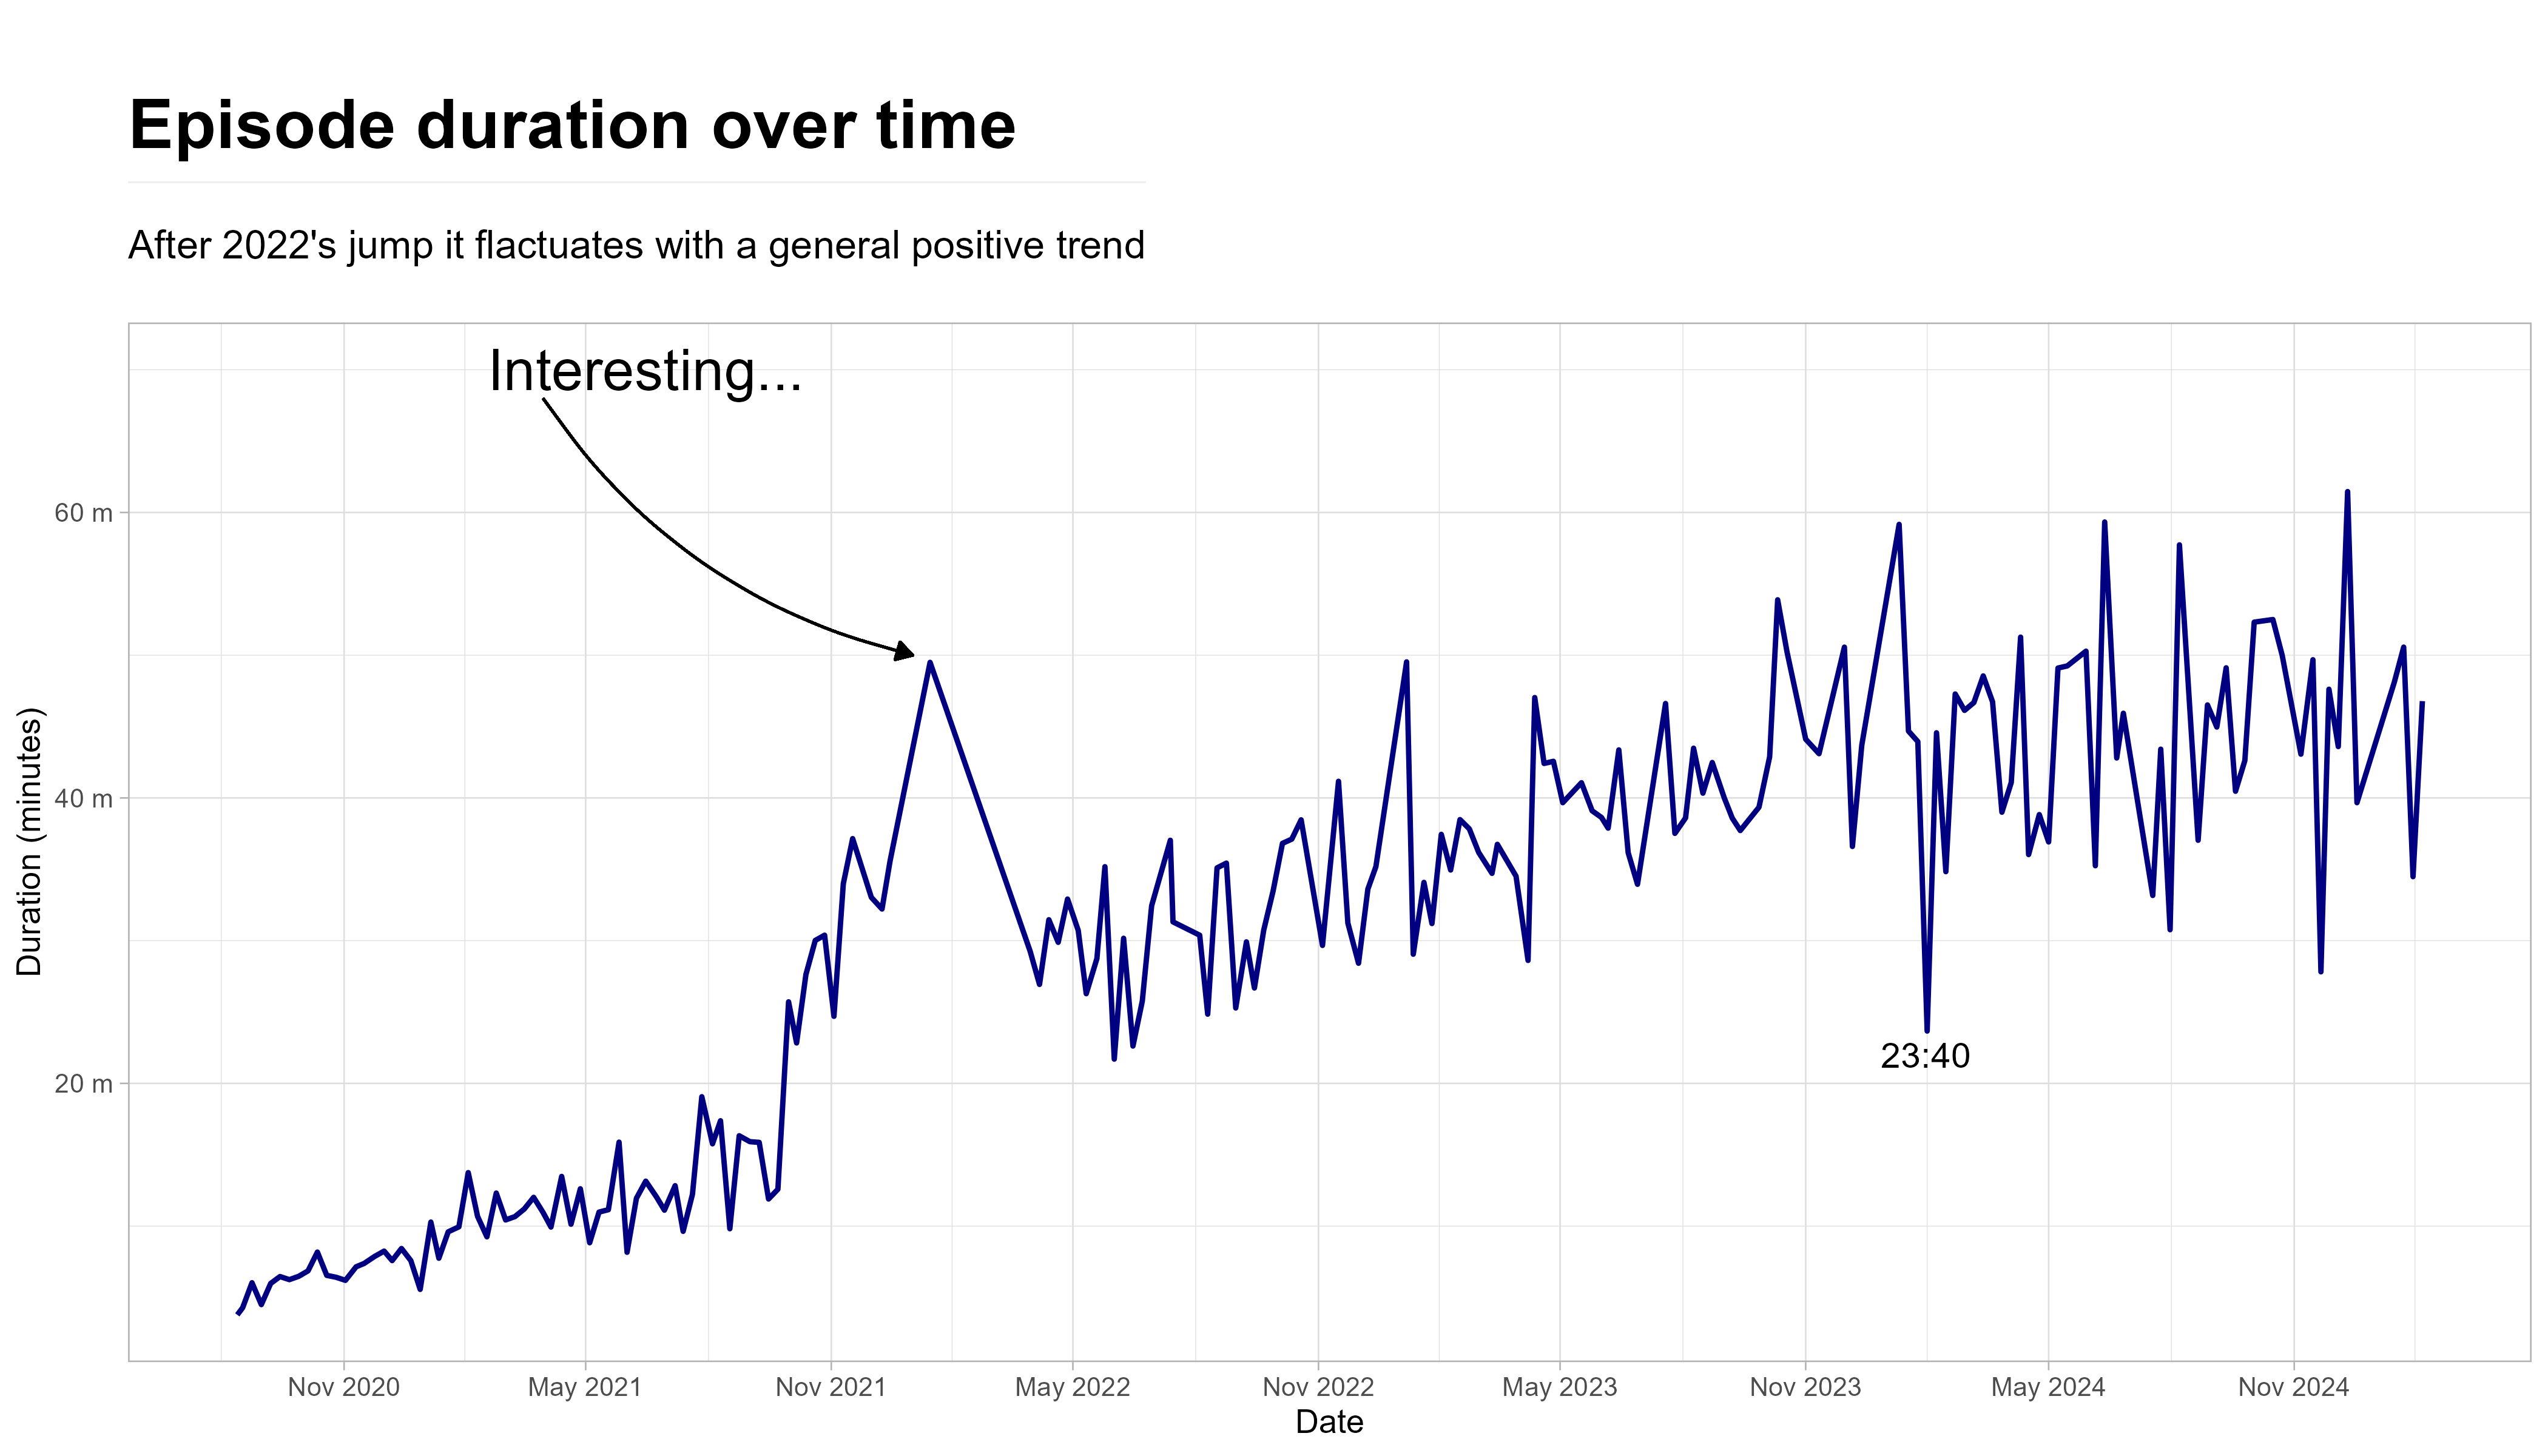 Episode duration over time
After 2022's jump it flactuates with a general positive trend
Interesting...
60 m
40 m
20 m
Duration (minutes)
23:40
Nov 2020
May 2021
Nov 2021
May 2022
Nov 2022
May 2023
Nov 2023
May 2024
Nov 2024
Date